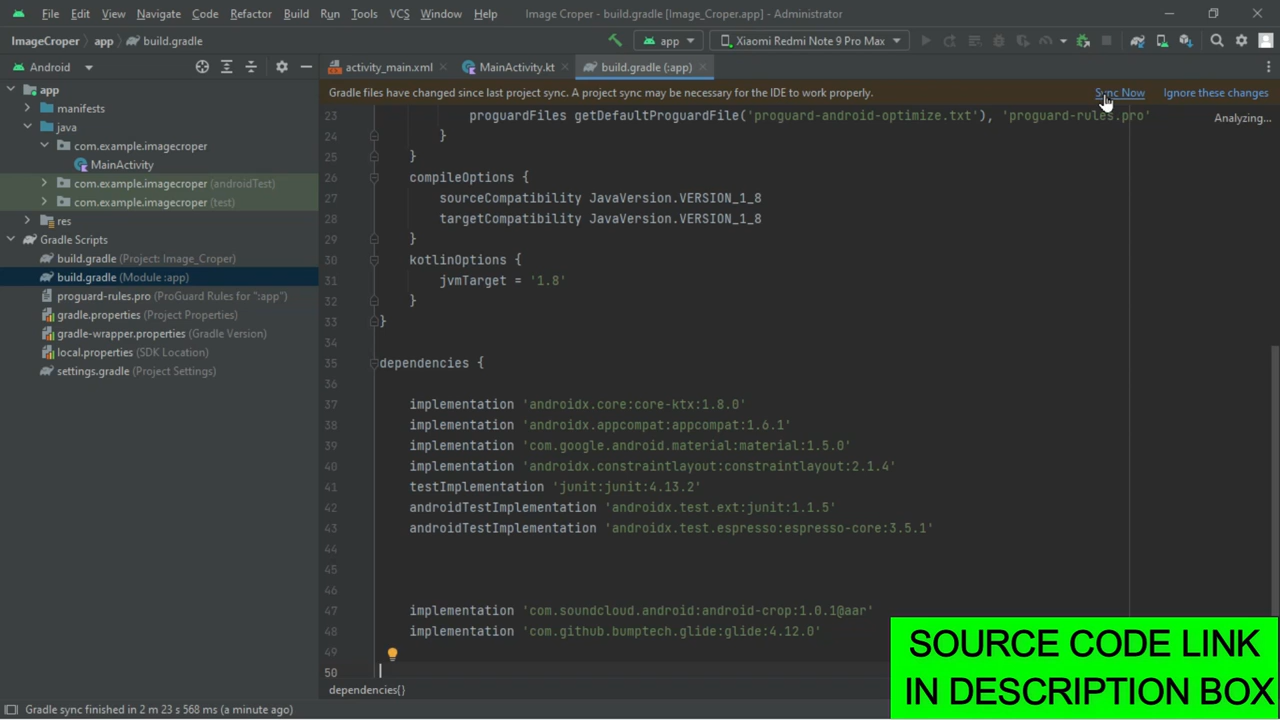 File Edit View Navigate Code Refactor Build Run Tools VCS Window Help Image Croper - build.gradle [Image_Croper.app] - Administrator
ImageCroper app build.gradle app Xiaomi Redmi Note 9 Pro Max
Android activity_main.xml MainActivity.kt build.gradle (:app)
Gradle files have changed since last project sync. A project sync may be necessary for the IDE to work properly. Sync Now Ignore these changes
Analyzing...
app
manifests
java
com.example.imagecroper
MainActivity
com.example.imagecroper (androidTest)
com.example.imagecroper (test)
res
Gradle Scripts
build.gradle (Project: Image_Croper)
build.gradle (Module :app)
proguard-rules.pro (ProGuard Rules for ":app")
gradle.properties (Project Properties)
gradle-wrapper.properties (Gradle Version)
local.properties (SDK Location)
settings.gradle (Project Settings)
23 proguardFiles getDefaultProguardFile('proguard-android-optimize.txt'), 'proguard-rules.pro'
24 }
25 }
26 compileOptions {
27 sourceCompatibility JavaVersion.VERSION_1_8
28 targetCompatibility JavaVersion.VERSION_1_8
29 }
30 kotlinOptions {
31 jvmTarget = '1.8'
32 }
33 }
34
35 dependencies {
36
37 implementation 'androidx.core:core-ktx:1.8.0'
38 implementation 'androidx.appcompat:appcompat:1.6.1'
39 implementation 'com.google.android.material:material:1.5.0'
40 implementation 'androidx.constraintlayout:constraintlayout:2.1.4'
41 testImplementation 'junit:junit:4.13.2'
42 androidTestImplementation 'androidx.test.ext:junit:1.1.5'
43 androidTestImplementation 'androidx.test.espresso:espresso-core:3.5.1'
44
45
46
47 implementation 'com.soundcloud.android:android-crop:1.0.1@aar'
48 implementation 'com.github.bumptech.glide:glide:4.12.0'
49
50
dependencies{}
Gradle sync finished in 2 m 23 s 568 ms (a minute ago)
SOURCE CODE LINK
IN DESCRIPTION BOX